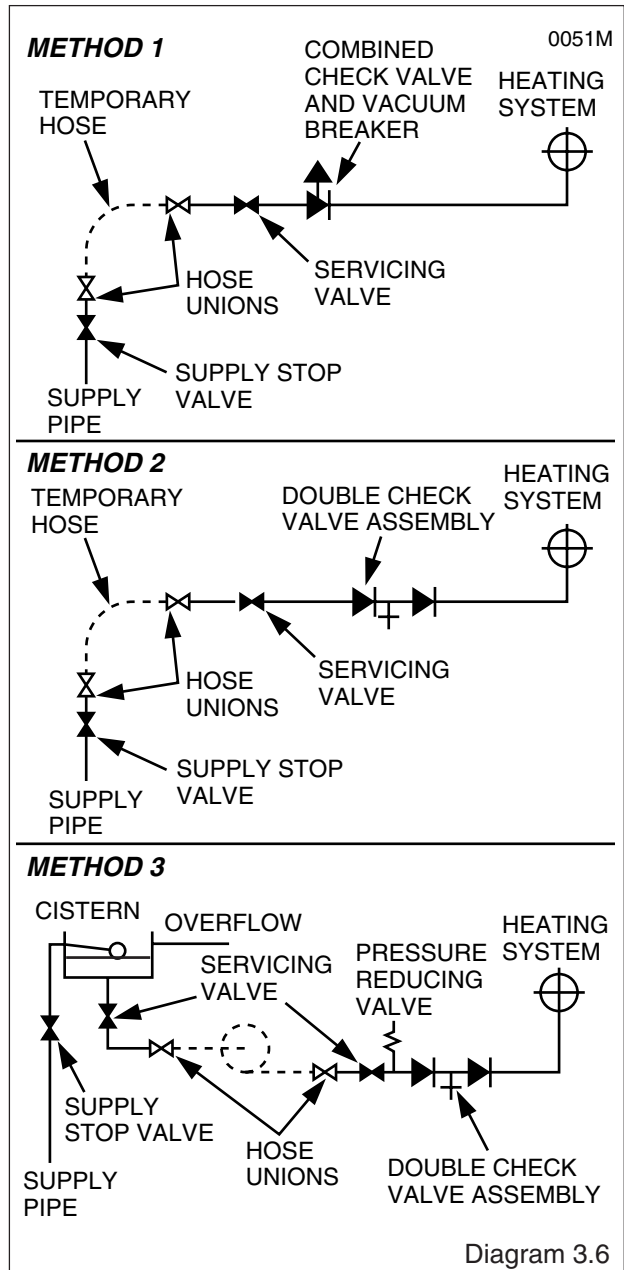 METHOD 1
0051M
COMBINED
CHECK VALVE
AND VACUUM
BREAKER
HEATING
SYSTEM
TEMPORARY
HOSE
HOSE
UNIONS
SERVICING
VALVE
SUPPLY STOP
VALVE
SUPPLY
PIPE
METHOD 2
TEMPORARY
HOSE
DOUBLE CHECK
VALVE ASSEMBLY
HEATING
SYSTEM
HOSE
UNIONS
SERVICING
VALVE
SUPPLY STOP
VALVE
SUPPLY
PIPE
METHOD 3
CISTERN
OVERFLOW
SERVICING
VALVE
PRESSURE
REDUCING
VALVE
HEATING
SYSTEM
SUPPLY
STOP VALVE
HOSE
UNIONS
DOUBLE CHECK
VALVE ASSEMBLY
SUPPLY
PIPE
Diagram 3.6